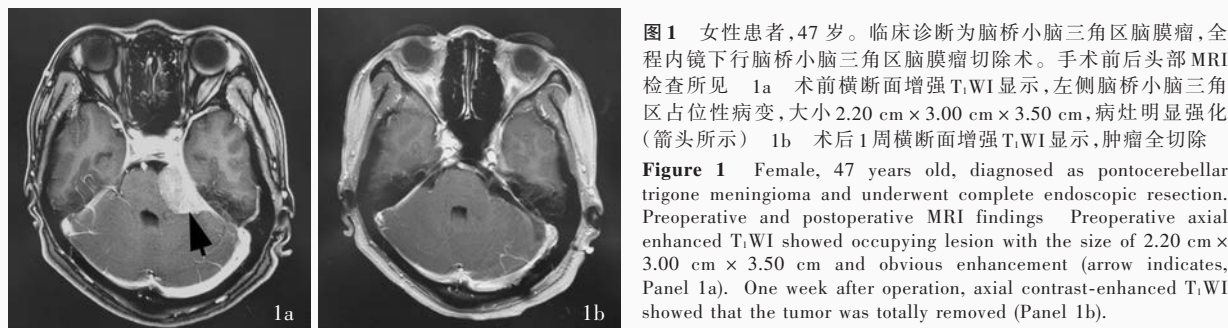 1a
1b
图1 女性患者,47 岁。临床诊断为脑桥小脑三角区脑膜瘤,全
程内镜下行脑桥小脑三角区脑膜瘤切除术。手术前后头部MRI
检查所见 1a 术前横断面增强T₁WI显示,左侧脑桥小脑三角
区占位性病变,大小2.20 cm×3.00 cm×3.50 cm,病灶明显强化
(箭头所示) 1b 术后1周横断面增强T₁WI显示,肿瘤全切除
Figure 1 Female, 47 years old, diagnosed as pontocerebellar
trigone meningioma and underwent complete endoscopic resection.
Preoperative and postoperative MRI findings Preoperative axial
enhanced T₁WI showed occupying lesion with the size of 2.20 cm ×
3.00 cm × 3.50 cm and obvious enhancement (arrow indicates,
Panel 1a). One week after operation, axial contrast-enhanced T₁WI
showed that the tumor was totally removed (Panel 1b).